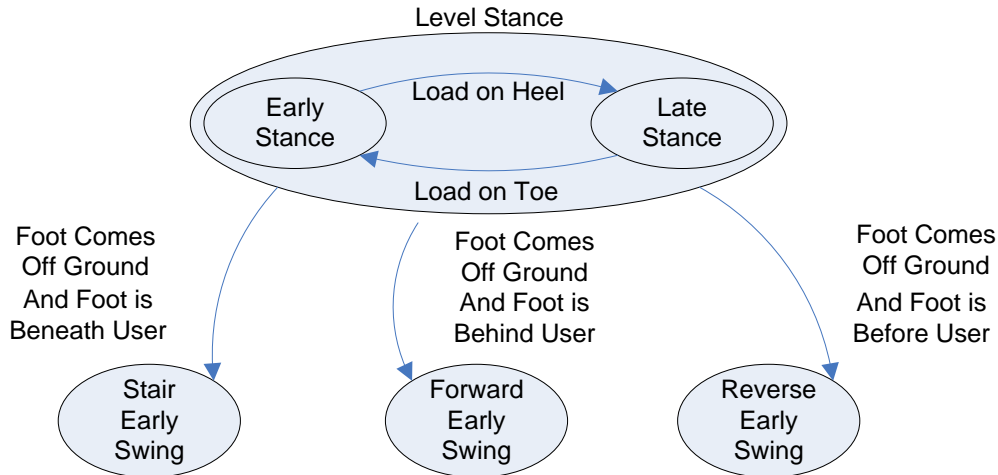 Level Stance
Early
Stance
Load on Heel
Late
Stance
Load on Toe
Foot Comes
Off Ground
And Foot is
Beneath User
Foot Comes
Off Ground
And Foot is
Behind User
Foot Comes
Off Ground
And Foot is
Before User
Stair
Early
Swing
Forward
Early
Swing
Reverse
Early
Swing